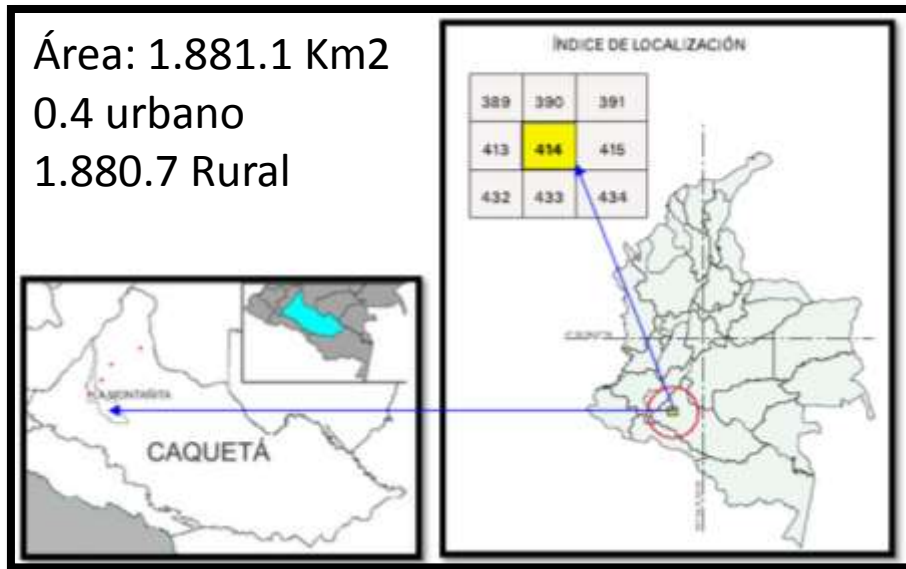 Área: 1.881.1 Km2
0.4 urbano
1.880.7 Rural
ÍNDICE DE LOCALIZACIÓN
389 390 391
413 414 415
432 433 434
LA MONTAÑITA
CAQUETÁ